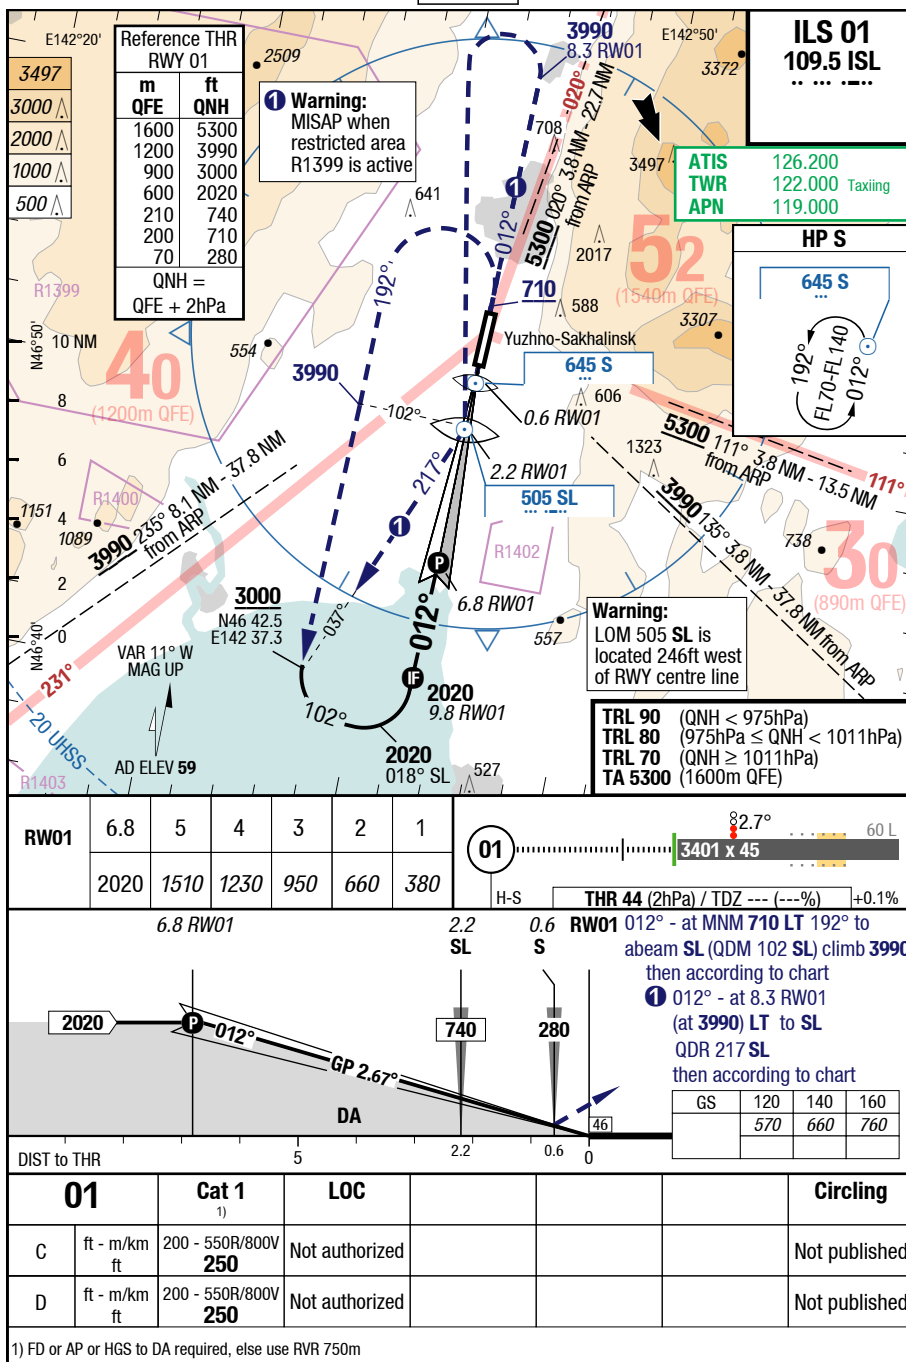 E142°20'
Reference THR
RWY 01
m
QFE
ft
QNH
1600 5300
1200 3990
900 3000
600 2020
210 740
200 710
70 280
QNH =
QFE + 2hPa
3497
3000
2000
1000
500
2509
1 Warning:
MISAP when
restricted area
R1399 is active
3990
8.3 RW01
E142°50'
3372
ILS 01
109.5 ISL
ATIS 126.200
TWR 122.000 Taxiing
APN 119.000
HP S
645 S
192°
FL70-FL140
012°
020°
708
3497
5300 020° 3.8 NM - 22.7 NM
from ARP
1
012°
641
2017
52
(1540m QFE)
710
588
3307
192°
R1399
N46°50'
10 NM
8
6
4
2
0
N46°40'
40
(1200m QFE)
554
Yuzhno-Sakhalinsk
645 S
3990
606
102°
0.6 RW01
5300 111° 3.8 NM - 13.5 NM
from ARP
111°
1323
2.2 RW01
217°
505 SL
1
3990 135° 3.8 NM - 37.8 NM from ARP
R1400
1151
1089
3990 235° 8.1 NM - 37.8 NM
from ARP
R1402
738
30
(890m QFE)
P
6.8 RW01
3000
N46 42.5
E142 37.3
037°
012°
557
Warning:
LOM 505 SL is
located 246ft west
of RWY centre line
231°
VAR 11° W
MAG UP
IF
2020
9.8 RW01
102°
2020
018° SL
20 UHSS
AD ELEV 59
R1403
527
TRL 90 (QNH < 975hPa)
TRL 80 (975hPa ≤ QNH < 1011hPa)
TRL 70 (QNH ≥ 1011hPa)
TA 5300 (1600m QFE)
RW01 6.8 5 4 3 2 1
2020 1510 1230 950 660 380
01
2.7°
60 L
3401 x 45
H-S
THR 44 (2hPa) / TDZ --- (---%)
+0.1%
6.8 RW01
2.2
SL
0.6
S
RW01
012° - at MNM 710 LT 192° to
abeam SL (QDM 102 SL) climb 3990
then according to chart
1 012° - at 8.3 RW01
(at 3990) LT to SL
QDR 217 SL
then according to chart
2020
P
012°
GP 2.67°
740
280
DA
46
GS 120 140 160
570 660 760
DIST to THR
5
2.2
0.6
0
01 Cat 1 LOC Circling
1)
C ft - m/km 200 - 550R/800V Not authorized Not published
ft 250
D ft - m/km 200 - 550R/800V Not authorized Not published
ft 250
1) FD or AP or HGS to DA required, else use RVR 750m